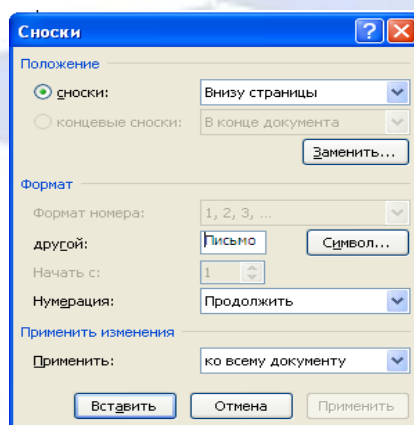 Сноски
Положение
сноски: Внизу страницы
концевые сноски: В конце документа
Заменить...
Формат
Формат номера: 1, 2, 3, ...
другой: Письмо Символ...
Начать с: 1
Нумерация: Продолжить
Применить изменения
Применить: ко всему документу
Вставить Отмена Применить